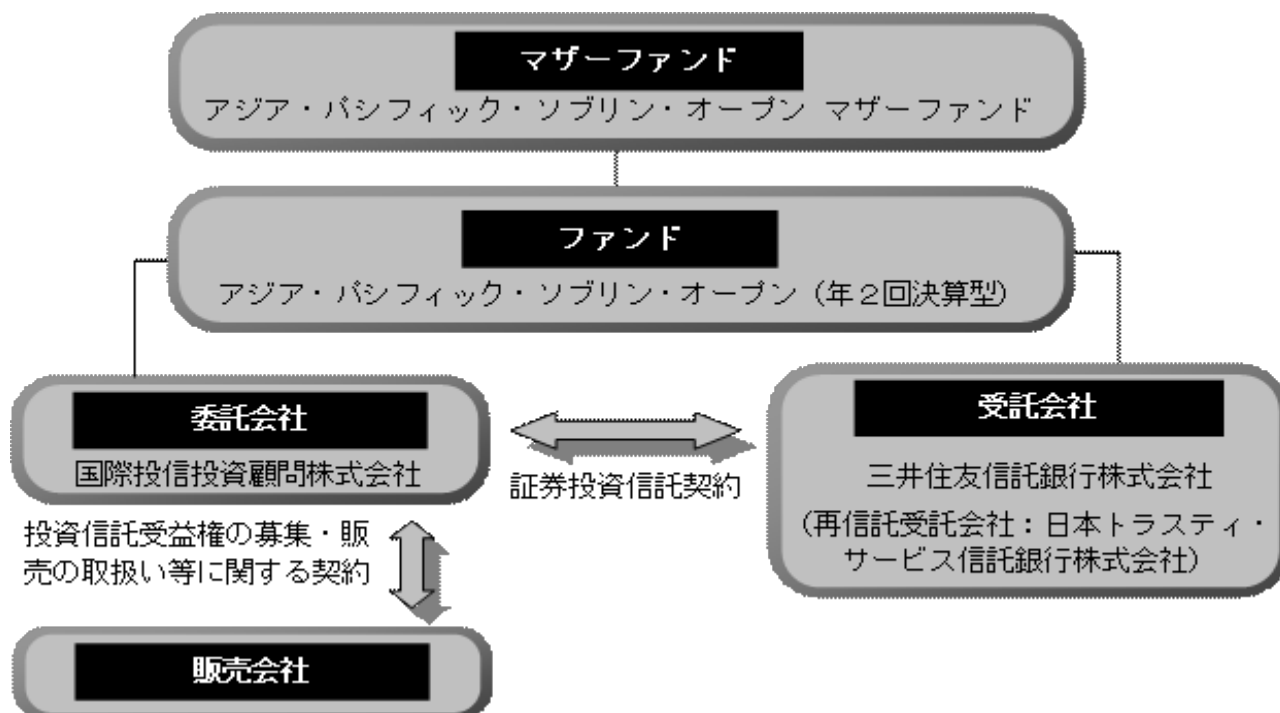 マザーファンド
アジア・パシフィック・ソブリン・オープン マザーファンド
ファンド
アジア・パシフィック・ソブリン・オープン（年２回決算型）
委託会社
国際投信投資顧問株式会社
証券投資信託契約
受託会社
三井住友信託銀行株式会社
（再信託受託会社：日本トラスティ・
サービス信託銀行株式会社）
投資信託受益権の募集・販
売の取扱い等に関する契約
販売会社